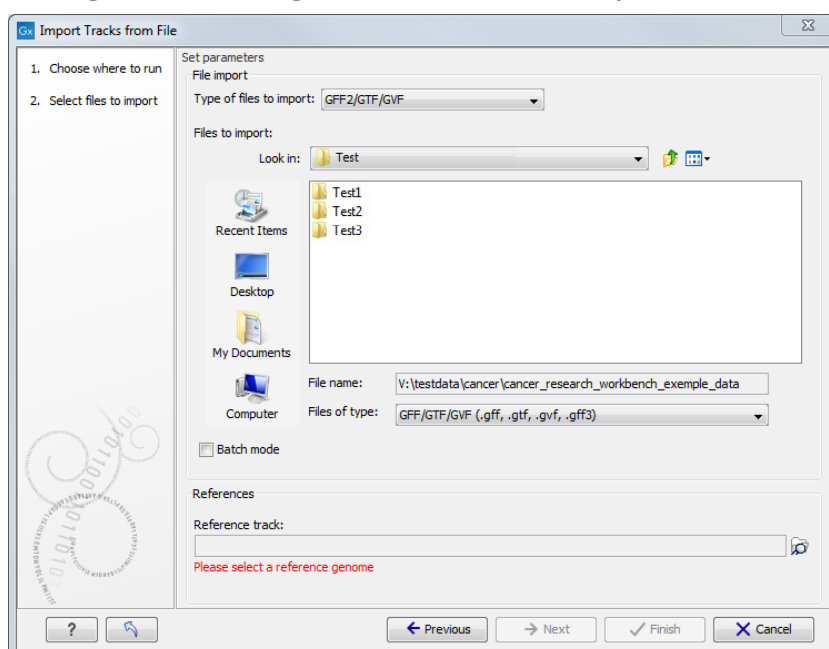 Gx Import Tracks from File
1. Choose where to run
2. Select files to import
Set parameters
File import
Type of files to import: GFF2/GTF/GVF
Files to import:
Look in: Test
Recent Items
Desktop
My Documents
Computer
Test1
Test2
Test3
File name: V:\testdata\cancer\cancer_research_workbench_exemple_data
Files of type: GFF/GTF/GVF (.gff, .gtf, .gvf, .gff3)
Batch mode
References
Reference track:
Please select a reference genome
? Previous Next Finish Cancel